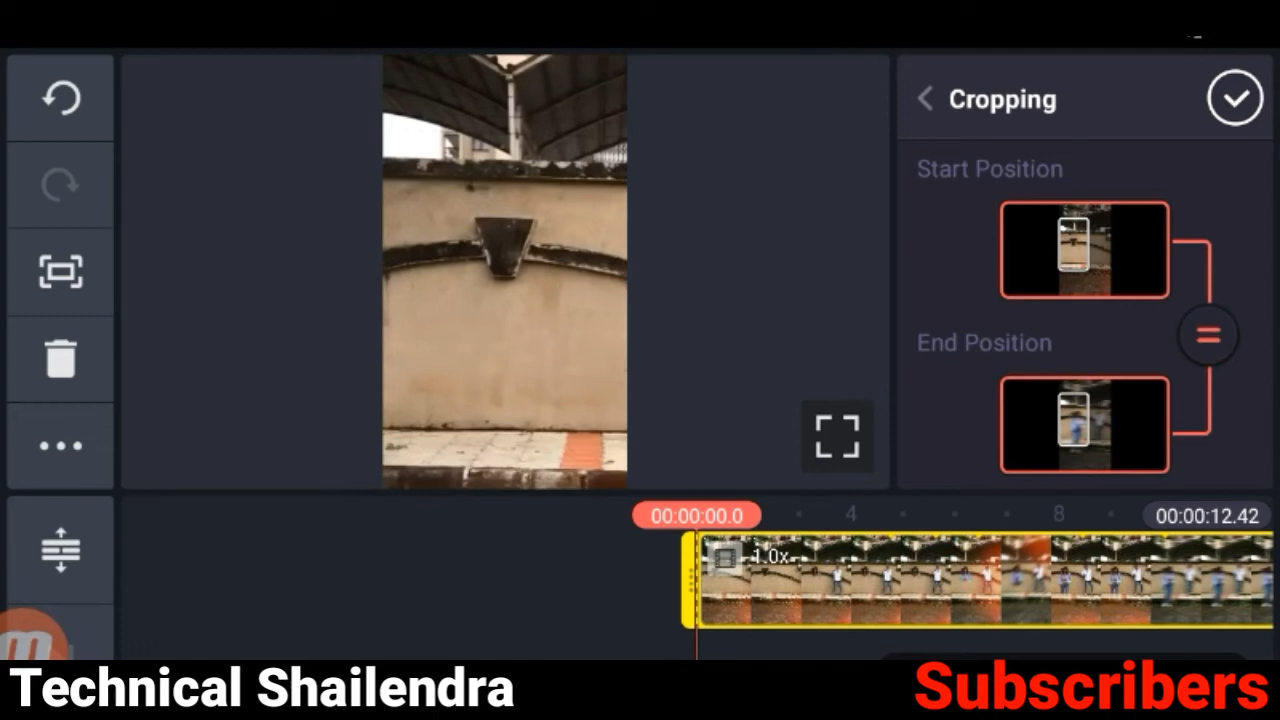 Cropping
Start Position
End Position
00:00:00.0
4
8
00:00:12.42
1.0x
m
Technical Shailendra
Subscribers